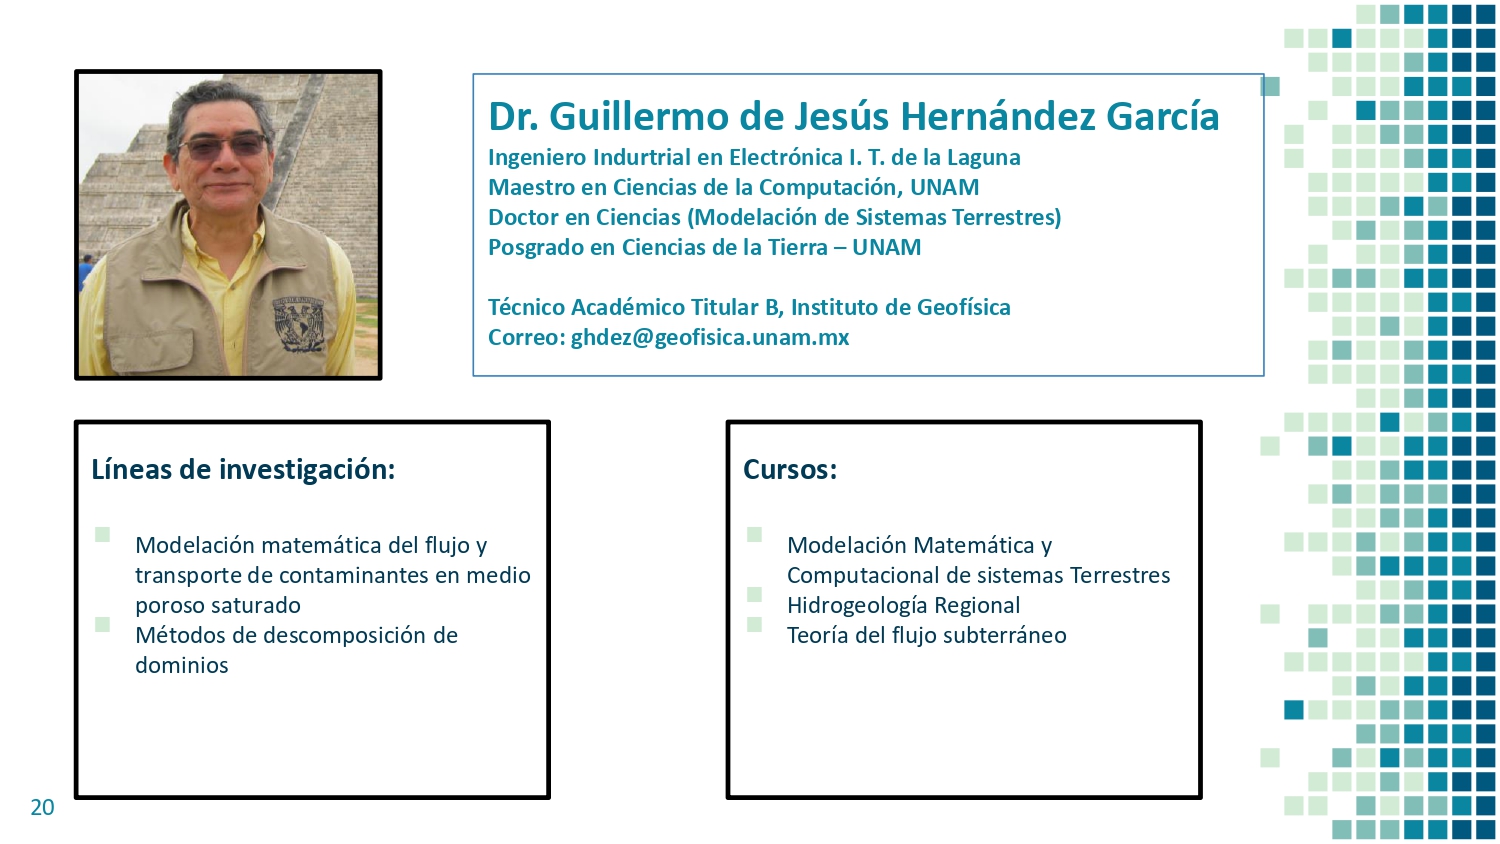 Dr. Guillermo de Jesús Hernández García
Ingeniero Indurtrial en Electrónica I. T. de la Laguna
Maestro en Ciencias de la Computación, UNAM
Doctor en Ciencias (Modelación de Sistemas Terrestres)
Posgrado en Ciencias de la Tierra – UNAM
Técnico Académico Titular B, Instituto de Geofísica
Correo: ghdez@geofisica.unam.mx
Líneas de investigación:
Modelación matemática del flujo y
transporte de contaminantes en medio
poroso saturado
Métodos de descomposición de
dominios
Cursos:
Modelación Matemática y
Computacional de sistemas Terrestres
Hidrogeología Regional
Teoría del flujo subterráneo
20